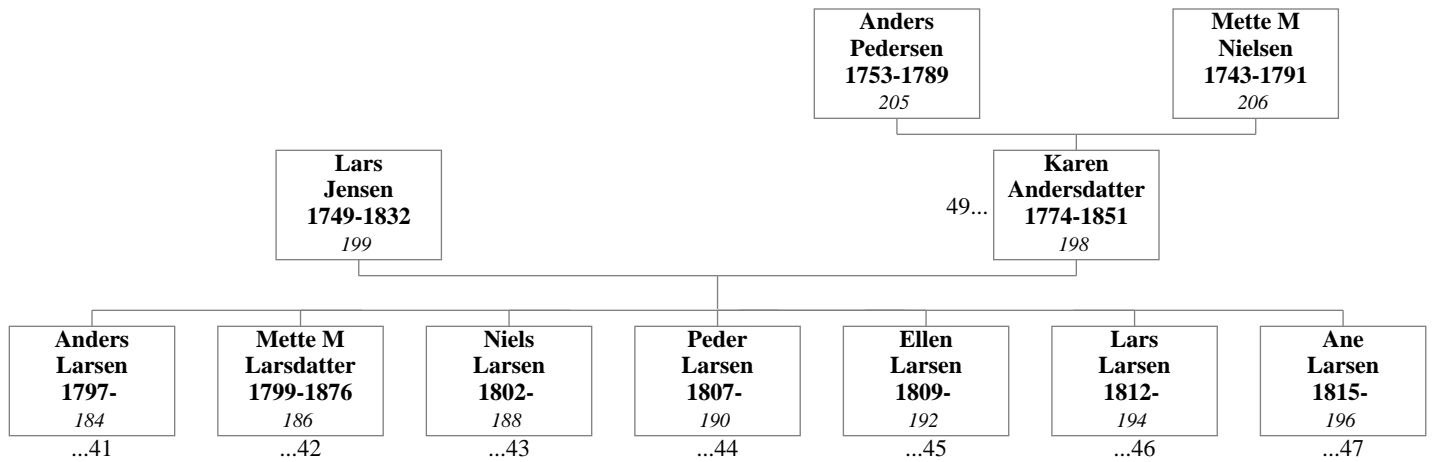 Anders
Pedersen
1753-1789
205
Mette M
Nielsen
1743-1791
206
Lars
Jensen
1749-1832
199
49...
Karen
Andersdatter
1774-1851
198
Anders
Larsen
1797-
184
...41
Mette M
Larsdatter
1799-1876
186
...42
Niels
Larsen
1802-
188
...43
Peder
Larsen
1807-
190
...44
Ellen
Larsen
1809-
192
...45
Lars
Larsen
1812-
194
...46
Ane
Larsen
1815-
196
...47